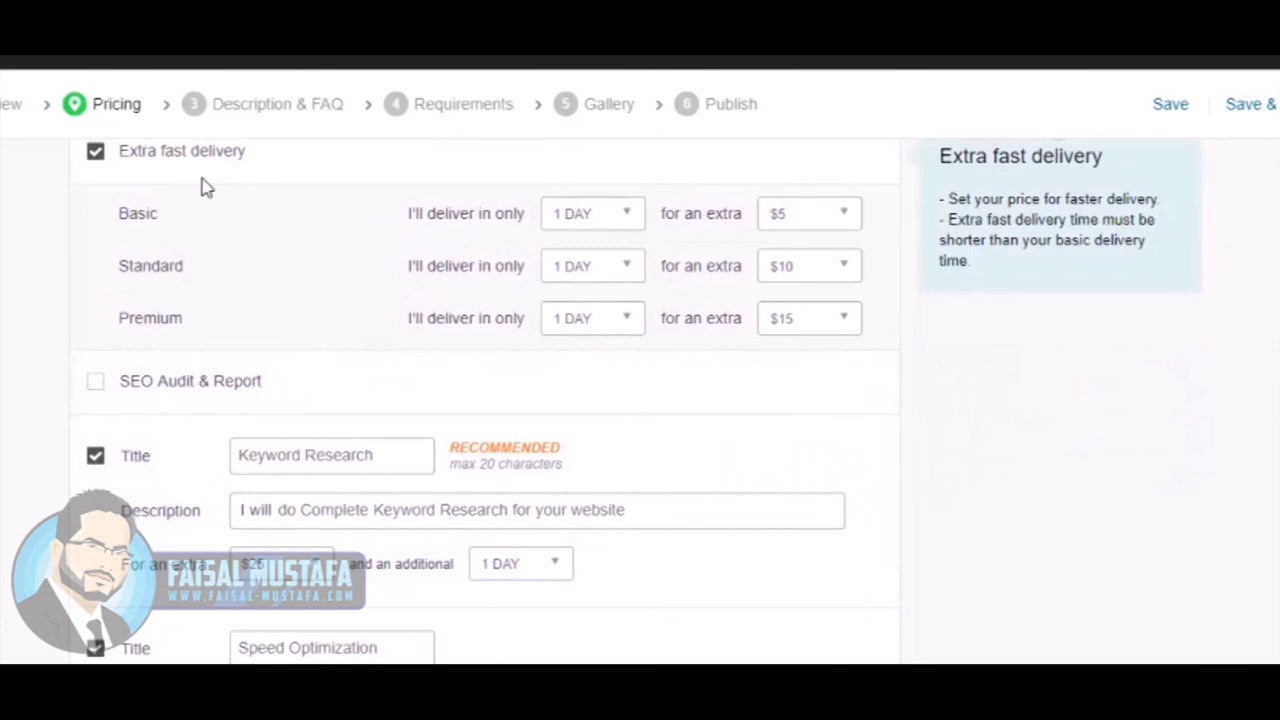 ew > Pricing > 3 Description & FAQ > 4 Requirements > 5 Gallery > 6 Publish Save Save &
Extra fast delivery
Basic I'll deliver in only 1 DAY for an extra $5
Standard I'll deliver in only 1 DAY for an extra $10
Premium I'll deliver in only 1 DAY for an extra $15
SEO Audit & Report
Title Keyword Research RECOMMENDED
max 20 characters
Description I will do Complete Keyword Research for your website
For an extra $25 and an additional 1 DAY
Title Speed Optimization
Extra fast delivery
- Set your price for faster delivery.
- Extra fast delivery time must be
shorter than your basic delivery
time.
FAISAL MUSTAFA
WWW.FAISAL-MUSTAFA.COM